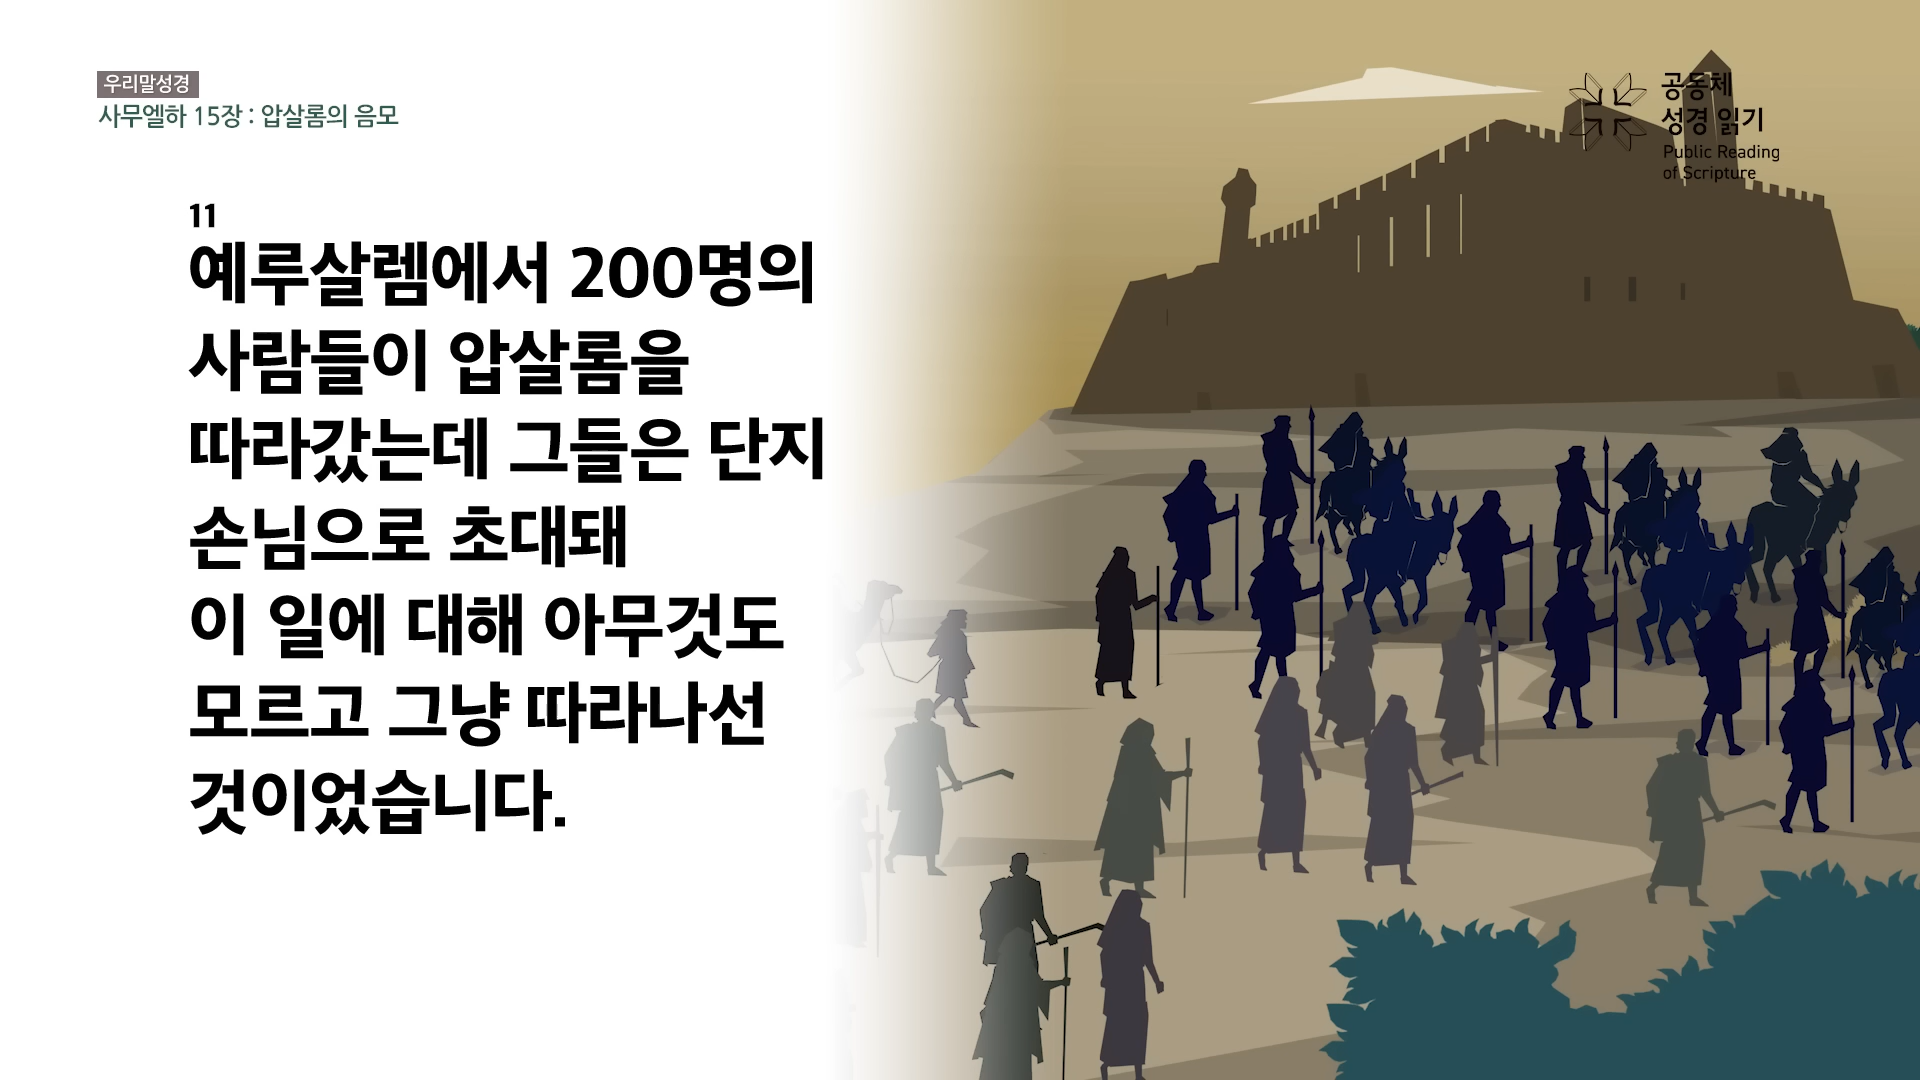 우리말성경
사무엘하 15장 : 압살롬의 음모
11
예루살렘에서 200명의
사람들이 압살롬을
따라갔는데 그들은 단지
손님으로 초대돼
이 일에 대해 아무것도
모르고 그냥 따라나선
것이었습니다.
공동체
성경 읽기
Public Reading
of Scripture